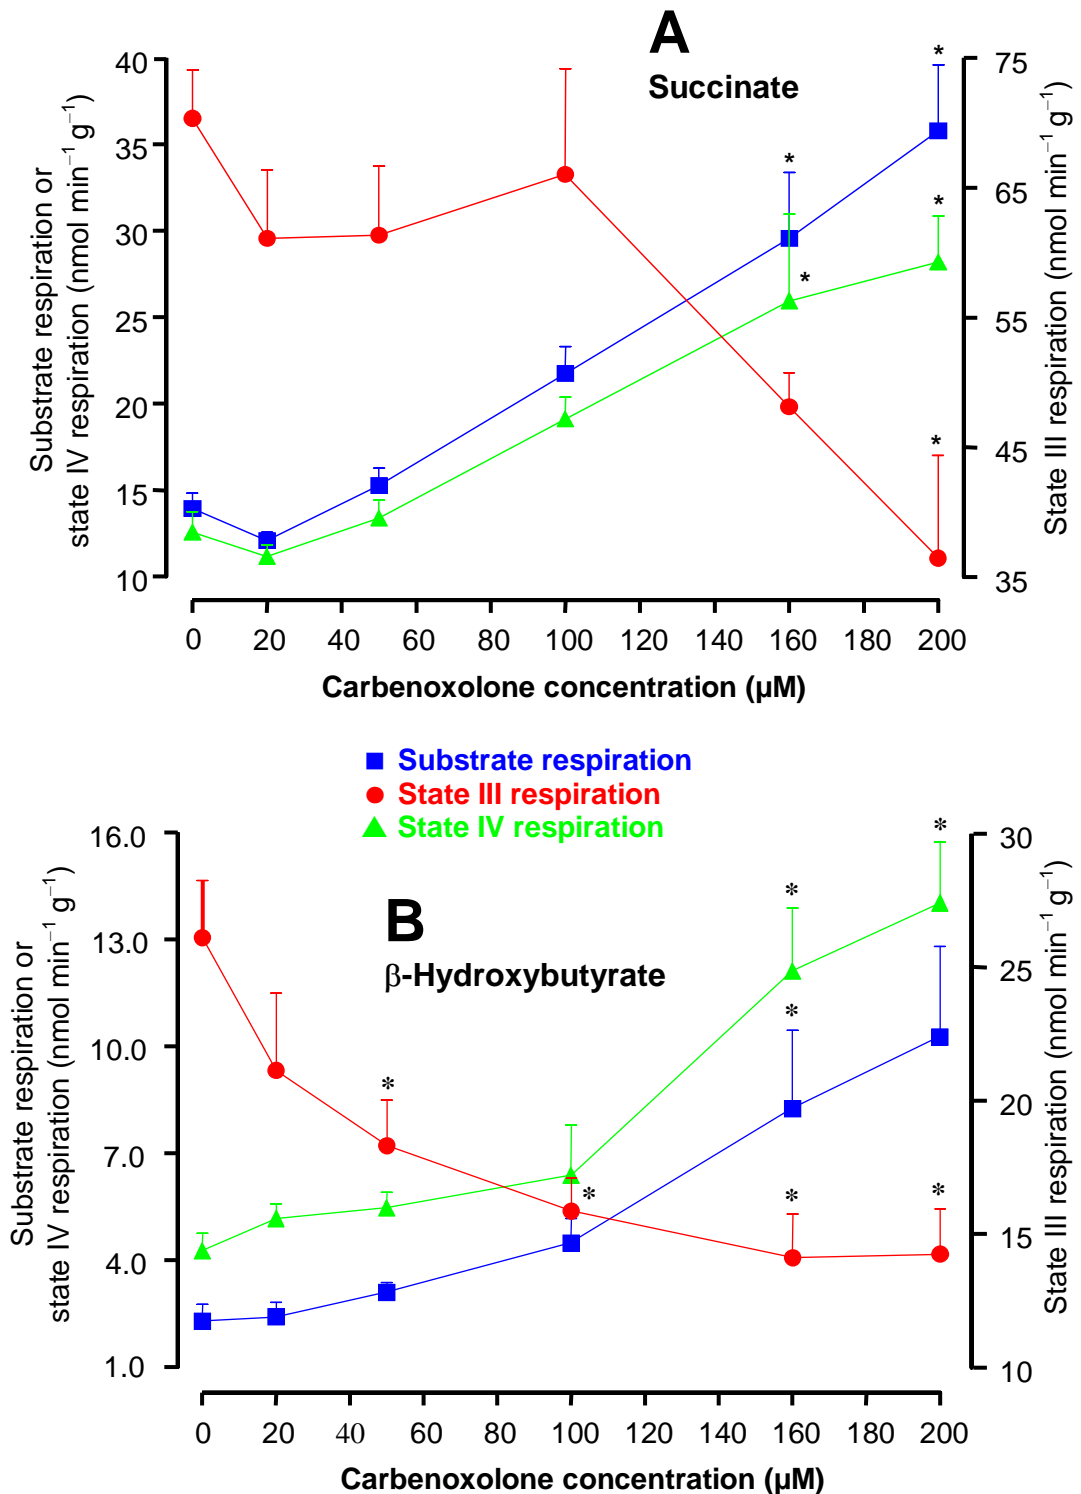 A
Succinate
Substrate respiration or
state IV respiration (nmol min⁻¹ g⁻¹)
State III respiration (nmol min⁻¹ g⁻¹)
40
35
30
25
20
15
10
75
65
55
45
35
* * * * *
0 20 40 60 80 100 120 140 160 180 200
Carbenoxolone concentration (µM)
Substrate respiration
State III respiration
State IV respiration
B
β-Hydroxybutyrate
Substrate respiration or
state IV respiration (nmol min⁻¹ g⁻¹)
State III respiration (nmol min⁻¹ g⁻¹)
16.0
13.0
10.0
7.0
4.0
1.0
30
25
20
15
10
* * * * * * *
0 20 40 60 80 100 120 140 160 180 200
Carbenoxolone concentration (µM)